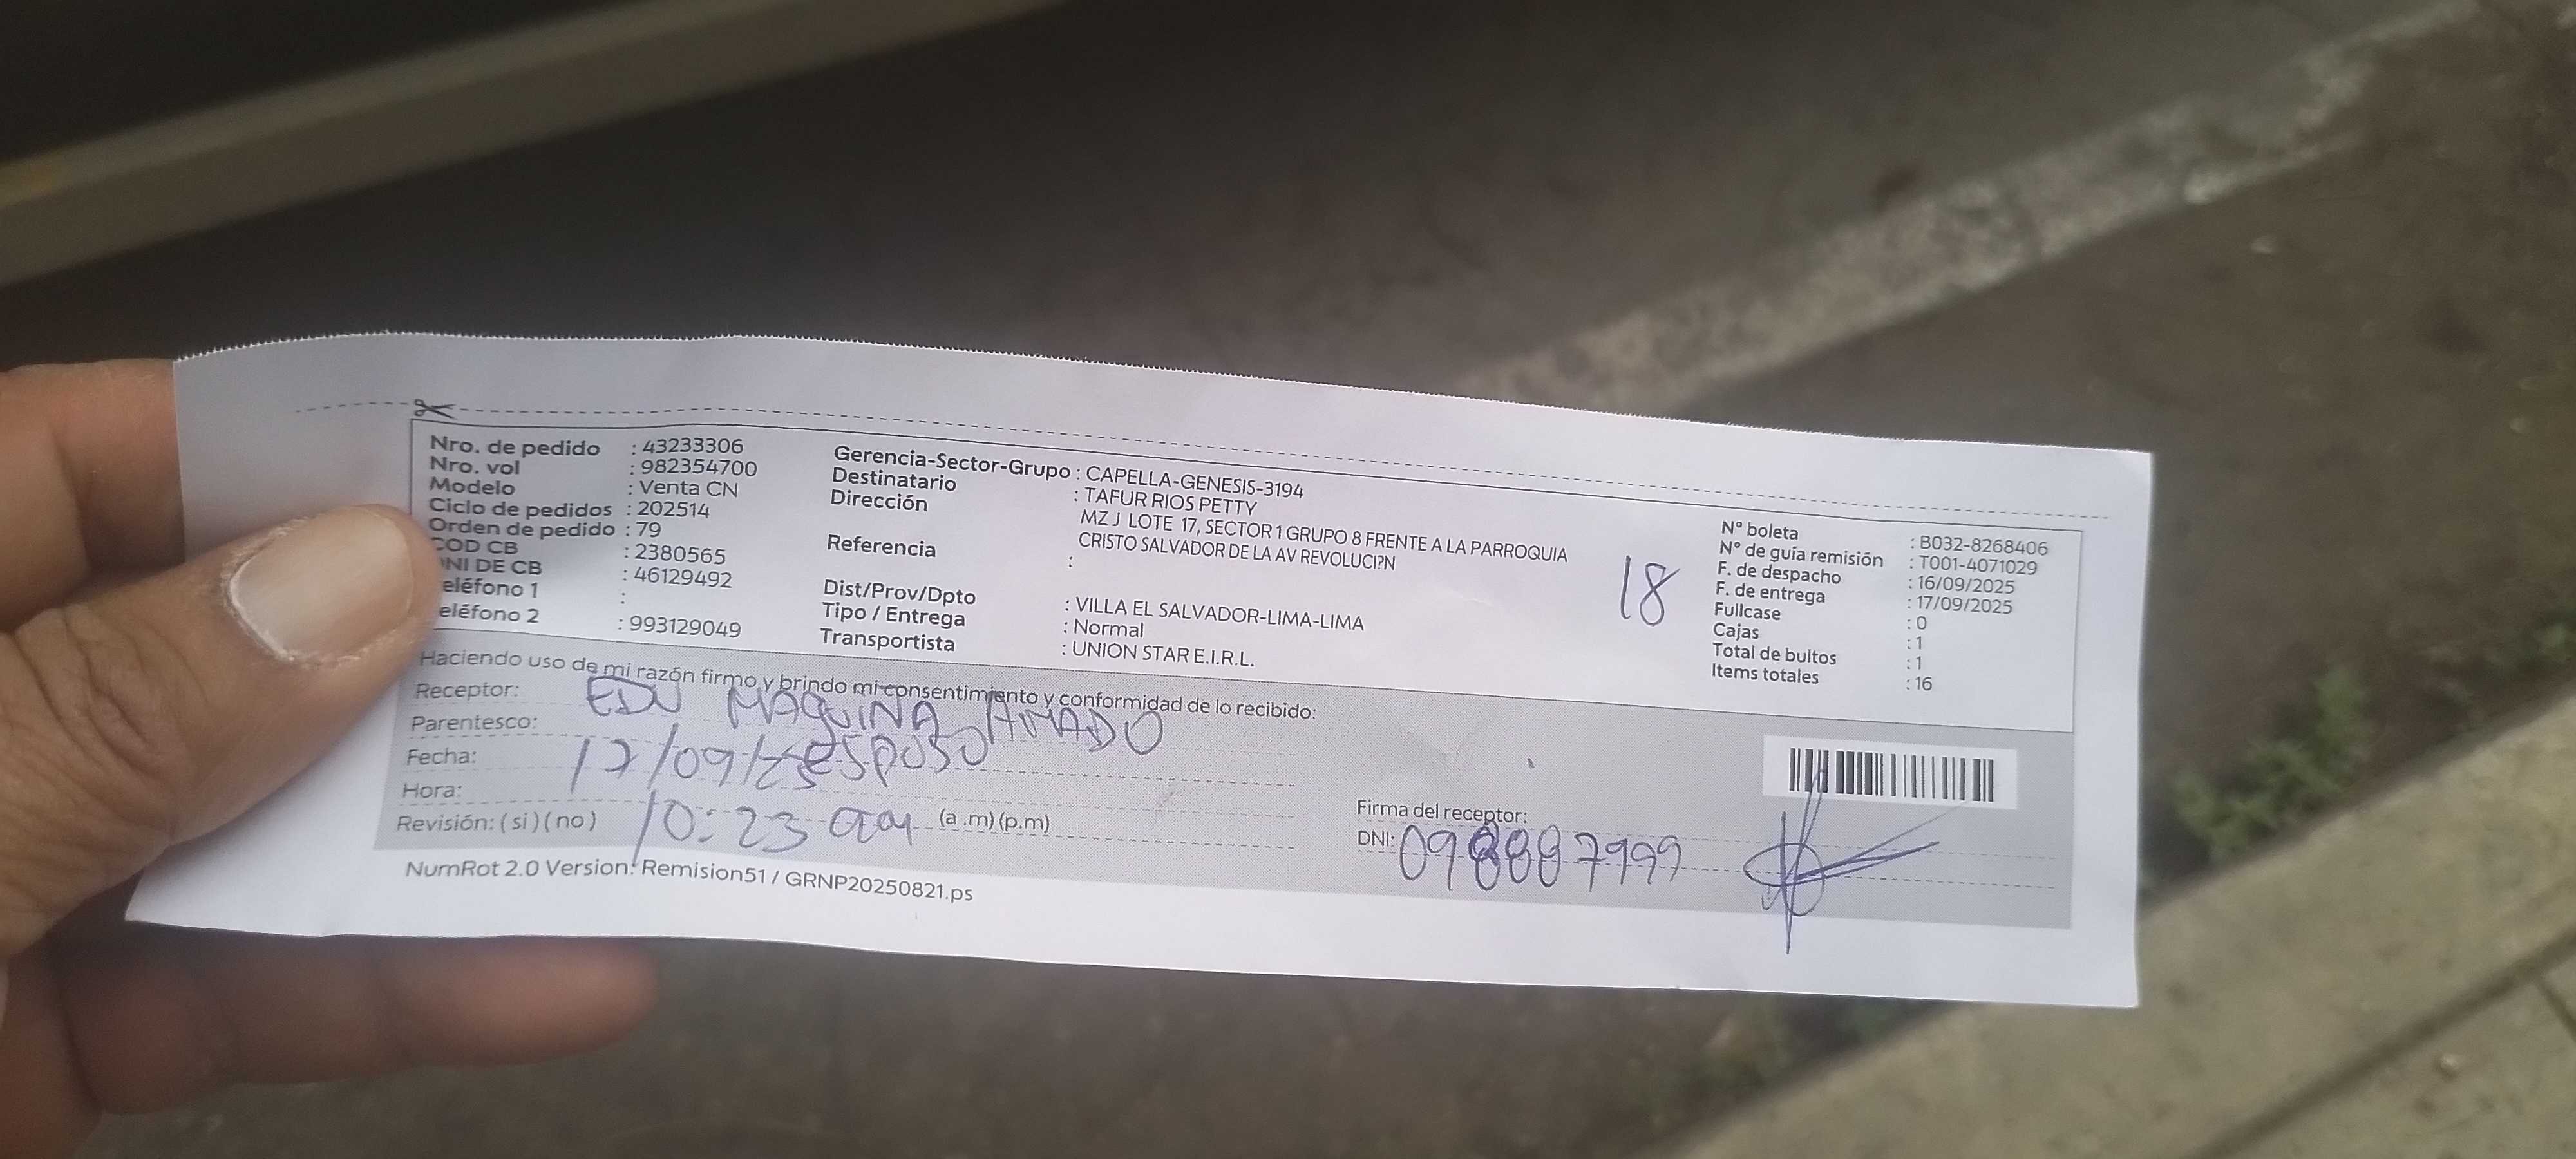 Nro. de pedido : 43233306
Nro. vol : 982354700
Modelo : Venta CN
Ciclo de pedidos : 202514
Orden de pedido : 79
COD CB : 2380565
NI DE CB : 46129492
eléfono 1 :
eléfono 2 : 993129049
Gerencia-Sector-Grupo : CAPELLA-GENESIS-3194
Destinatario : TAFUR RIOS PETTY
Dirección MZ J LOTE 17, SECTOR 1 GRUPO 8 FRENTE A LA PARROQUIA
CRISTO SALVADOR DE LA AV REVOLUCI?N
Referencia :
Dist/Prov/Dpto : VILLA EL SALVADOR-LIMA-LIMA
Tipo / Entrega : Normal
Transportista : UNION STAR E.I.R.L.
18
N° boleta : B032-8268406
N° de guía remisión : T001-4071029
F. de despacho : 16/09/2025
F. de entrega : 17/09/2025
Fullcase : 0
Cajas : 1
Total de bultos : 1
Items totales : 16
Haciendo uso de mi razón firmo y brindo mi consentimiento y conformidad de lo recibido:
Receptor: EDU MAQUINA AMADO
Parentesco: esposo
Fecha: 17/09/25
Hora: 10:23 am (a .m) (p.m)
Revisión: ( si ) ( no )
Firma del receptor:
DNI:
NumRot 2.0 Version: Remision51 / GRNP20250821.ps